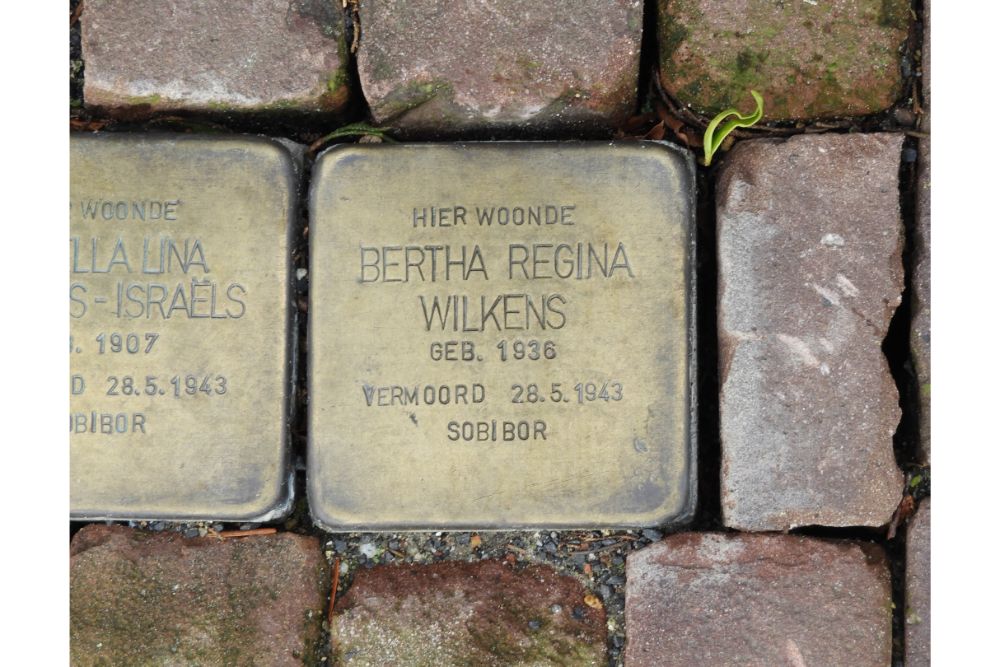 WOONDE
LLA LINA
S-ISRAËLS
1907
28.5.1943
OBIBOR
HIER WOONDE
BERTHA REGINA
WILKENS
GEB. 1936
VERMOORD 28.5.1943
SOBIBOR